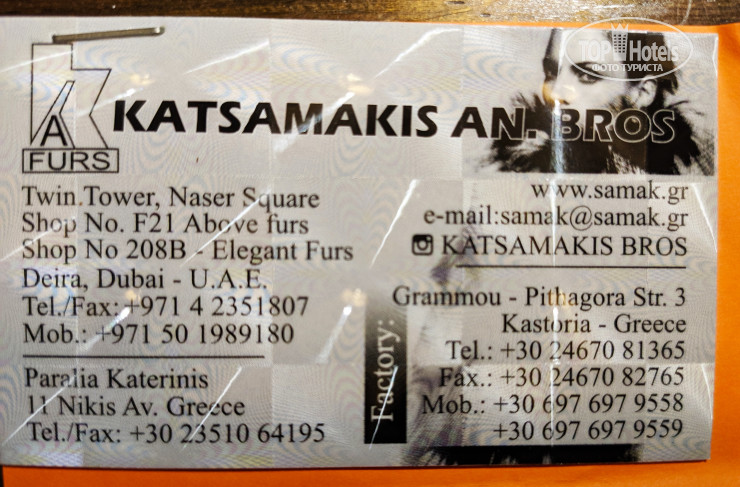 KA
FURS
KATSAMAKIS AN. BROS
Twin.Tower, Naser Square
Shop No. F21 Above furs
Shop No 208B - Elegant Furs
Deira, Dubai - U.A.E.
Tel./Fax: +971 4 2351807
Mob.: +971 50 1989180
Paralia Katerinis
11 Nikis Av. Greece
Tel./Fax: +30 23510 64195
www.samak.gr
e-mail:samak@samak.gr
KATSAMAKIS BROS
Factory:
Grammou - Pithagora Str. 3
Kastoria - Greece
Tel.: +30 24670 81365
Fax.: +30 24670 82765
Mob.: +30 697 697 9558
+30 697 697 9559
TOP Hotels
ФОТО ТУРИСТА